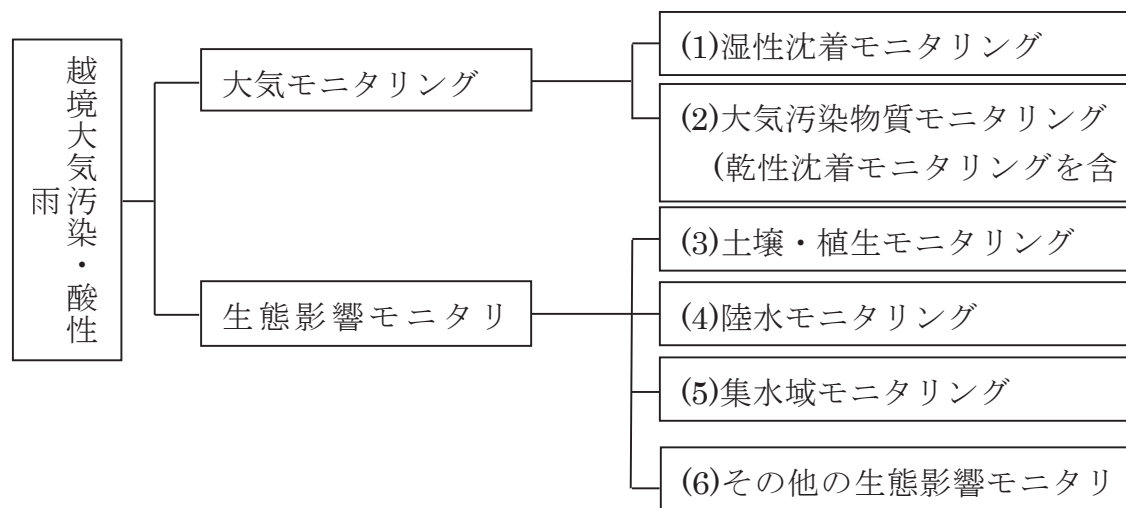 越境大気汚染・酸性
雨
大気モニタリング
(1)湿性沈着モニタリング
(2)大気汚染物質モニタリング
(乾性沈着モニタリングを含
生態影響モニタリ
(3)土壌・植生モニタリング
(4)陸水モニタリング
(5)集水域モニタリング
(6)その他の生態影響モニタリ